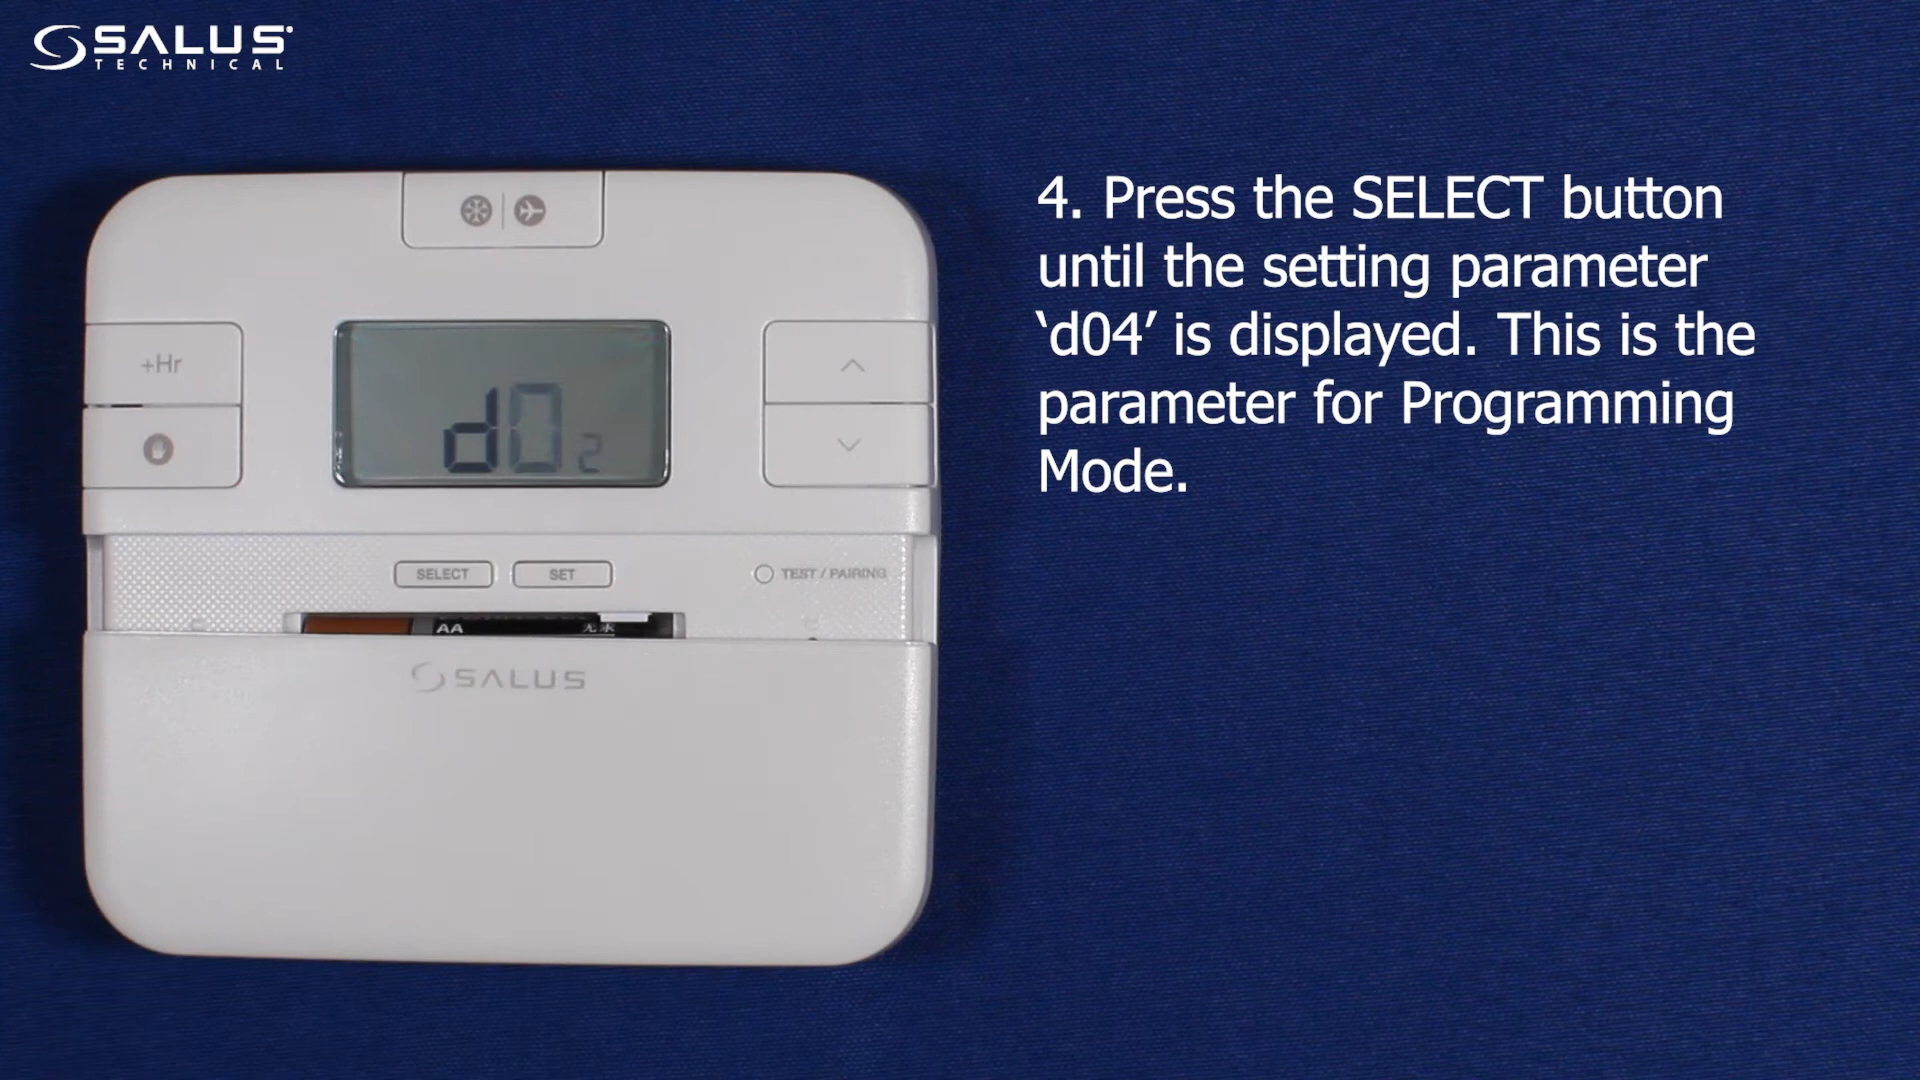 SALUS
TECHNICAL
4. Press the SELECT button
until the setting parameter
‘d04’ is displayed. This is the
parameter for Programming
Mode.
+Hr
d02
SELECT
SET
TEST / PAIRING
AA
SALUS